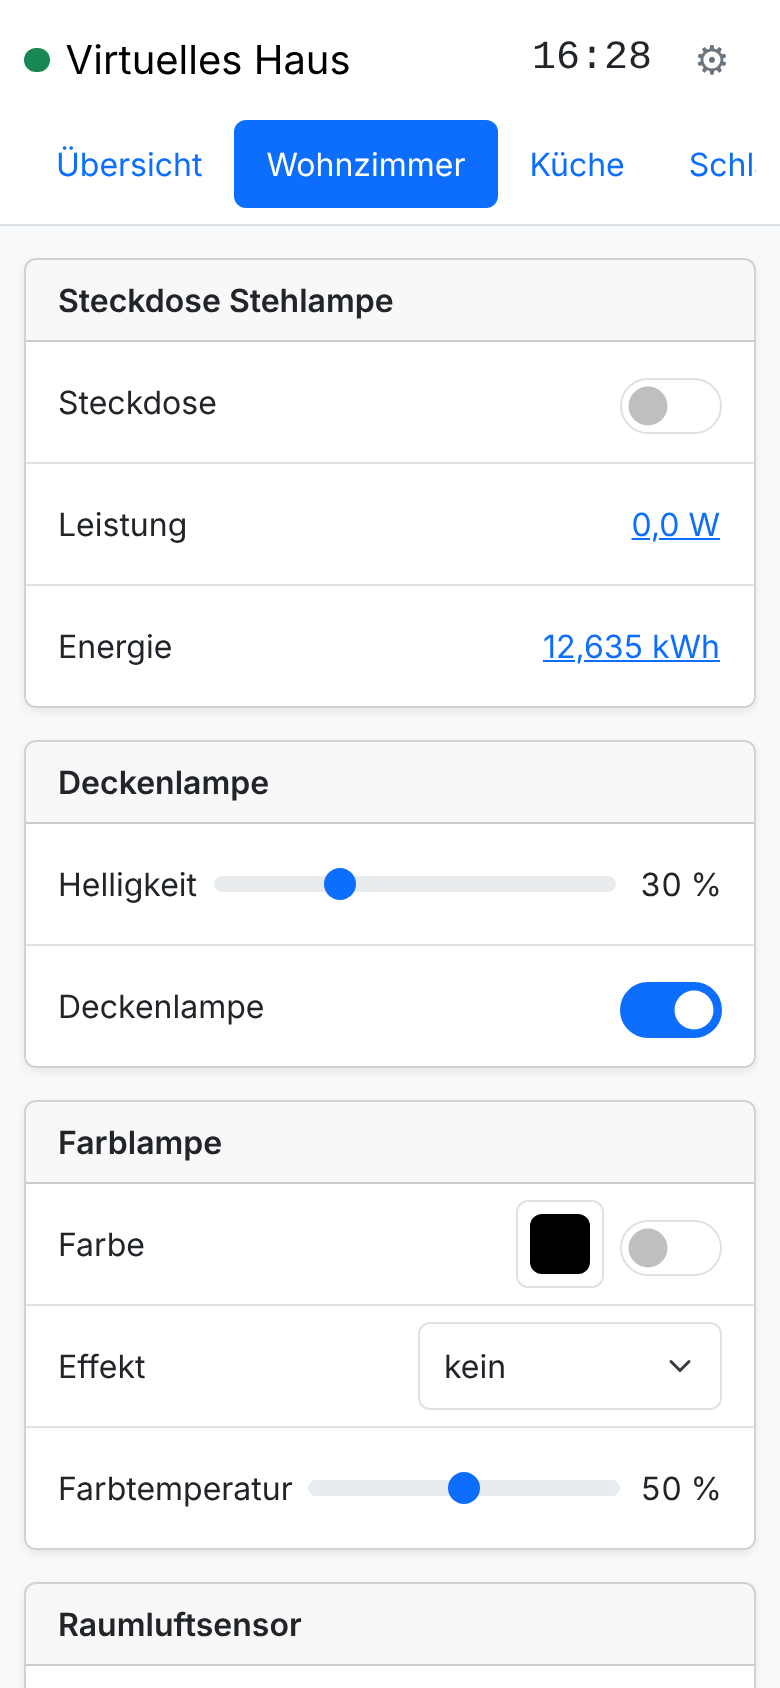 Virtuelles Haus 16:28
Übersicht Wohnzimmer Küche Schl
Steckdose Stehlampe
Steckdose
Leistung 0,0 W
Energie 12,635 kWh
Deckenlampe
Helligkeit 30 %
Deckenlampe
Farblampe
Farbe
Effekt kein
Farbtemperatur 50 %
Raumluftsensor